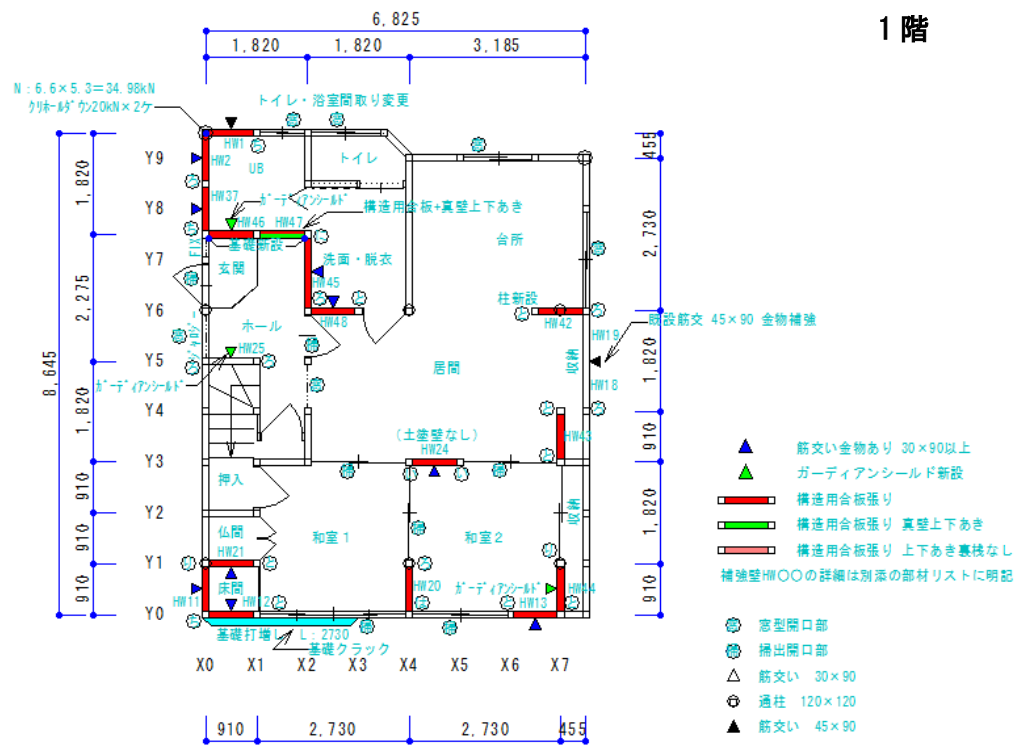 1階
6,825
1,820 1,820 3,185
N：6.6×5.3＝34.98kN
クリホールダウン20kN×2ケ
トイレ・浴室間取り変更
HW1
Y9 HW2 UB トイレ
455
1,820
HW37 ガーディアンシールド 構造用合板+真壁上下あき
Y8
HW46 HW47
基礎新設
台所
2,730
FIX
玄関 洗面・脱衣
Y7
HW45
2,275
柱新設
Y6 HW48 HW42
ホール
HW19 既設筋交 45×90 金物補強
HW25
Y5
居間
収納
1,820
ガーディアンシールド
HW18
8,645
Y4
1,820
（土塗壁なし）
HW43
910
HW24
Y3
押入
910
Y2
収納
1,820
仏間 和室1 和室2
910
Y1
HW21
床間
HW20 ガーディアンシールド HW44
HW11 HW12 HW13
910
910
Y0
基礎打増し L：2730
基礎クラック
X0 X1 X2 X3 X4 X5 X6 X7
910 2,730 2,730 455
筋交い金物あり 30×90以上
ガーディアンシールド新設
構造用合板張り
構造用合板張り 真壁上下あき
構造用合板張り 上下あき裏桟なし
補強壁HW〇〇の詳細は別添の部材リストに明記
窓 窓型開口部
掃 掃出開口部
筋交い 30×90
通柱 120×120
筋交い 45×90